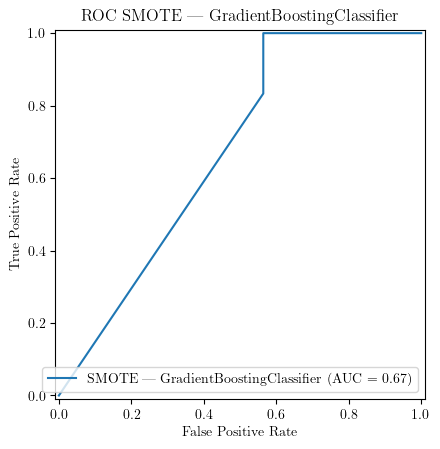 ROC SMOTE — GradientBoostingClassifier
1.0
0.8
0.6
0.4
0.2
0.0
True Positive Rate
SMOTE — GradientBoostingClassifier (AUC = 0.67)
0.0 0.2 0.4 0.6 0.8 1.0
False Positive Rate